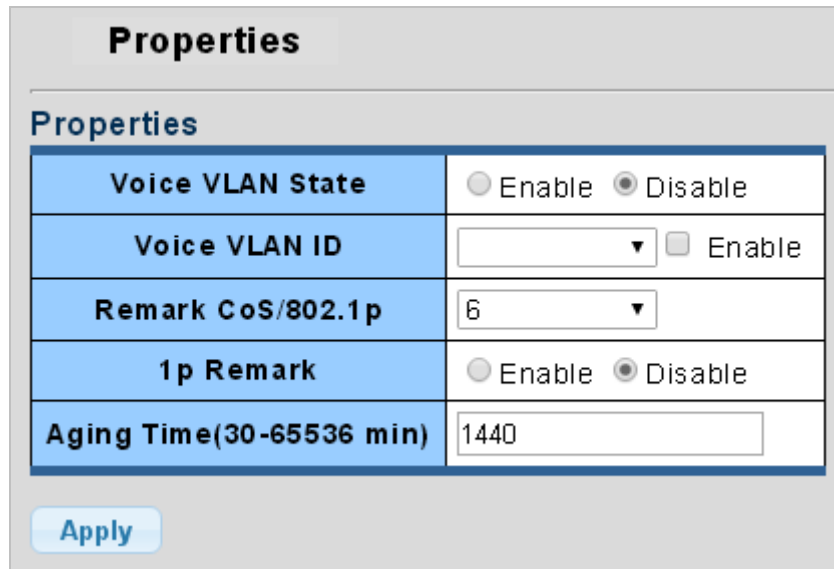 Properties
Properties
Voice VLAN State Enable Disable
Voice VLAN ID Enable
Remark CoS/802.1p 6
1p Remark Enable Disable
Aging Time(30-65536 min) 1440
Apply